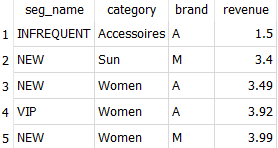 seg_name category brand revenue
1 INFREQUENT Accessoires A 1.5
2 NEW Sun M 3.4
3 NEW Women A 3.49
4 VIP Women A 3.92
5 NEW Women M 3.99